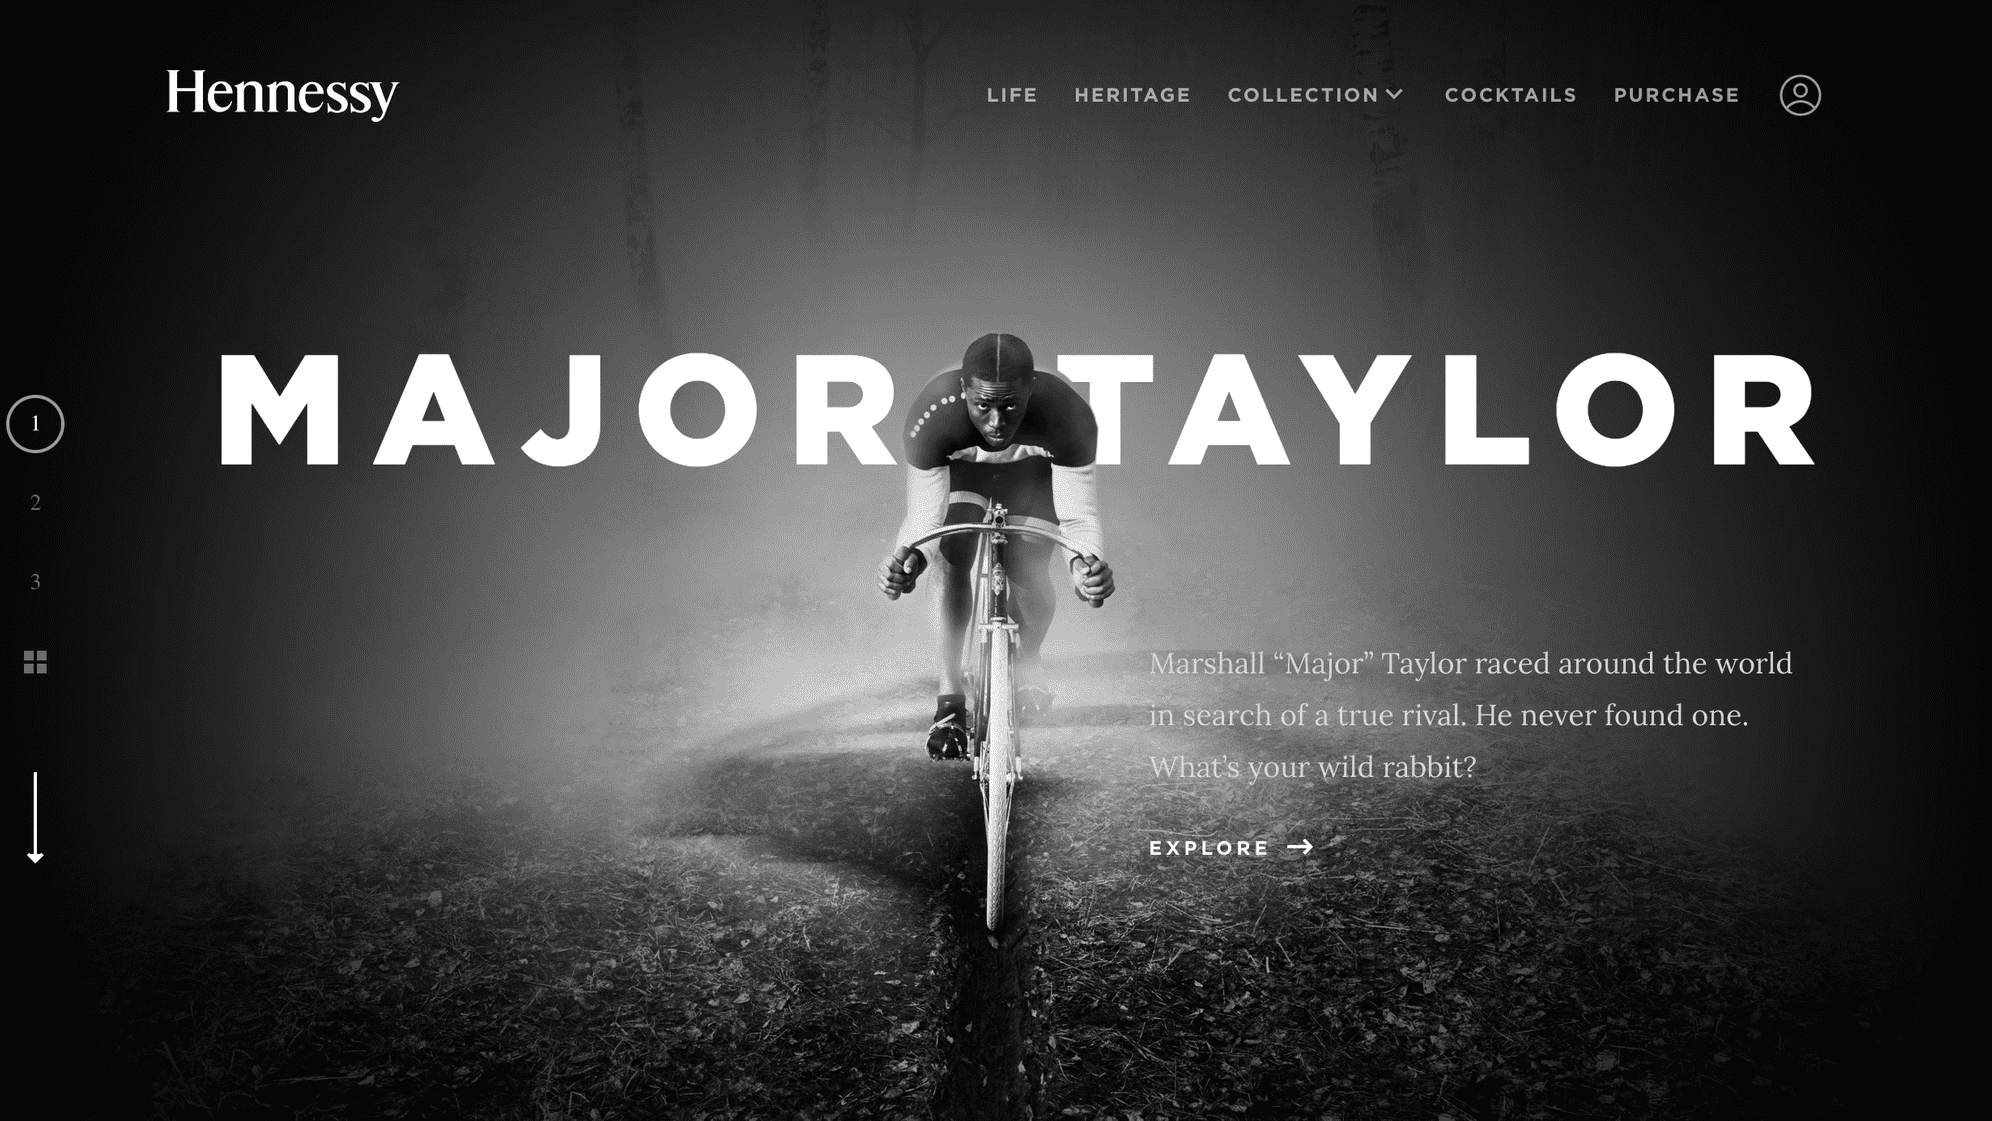 Hennessy
LIFE HERITAGE COLLECTION COCKTAILS PURCHASE
MAJOR TAYLOR
1
2
3
Marshall “Major” Taylor raced around the world
in search of a true rival. He never found one.
What’s your wild rabbit?
EXPLORE →